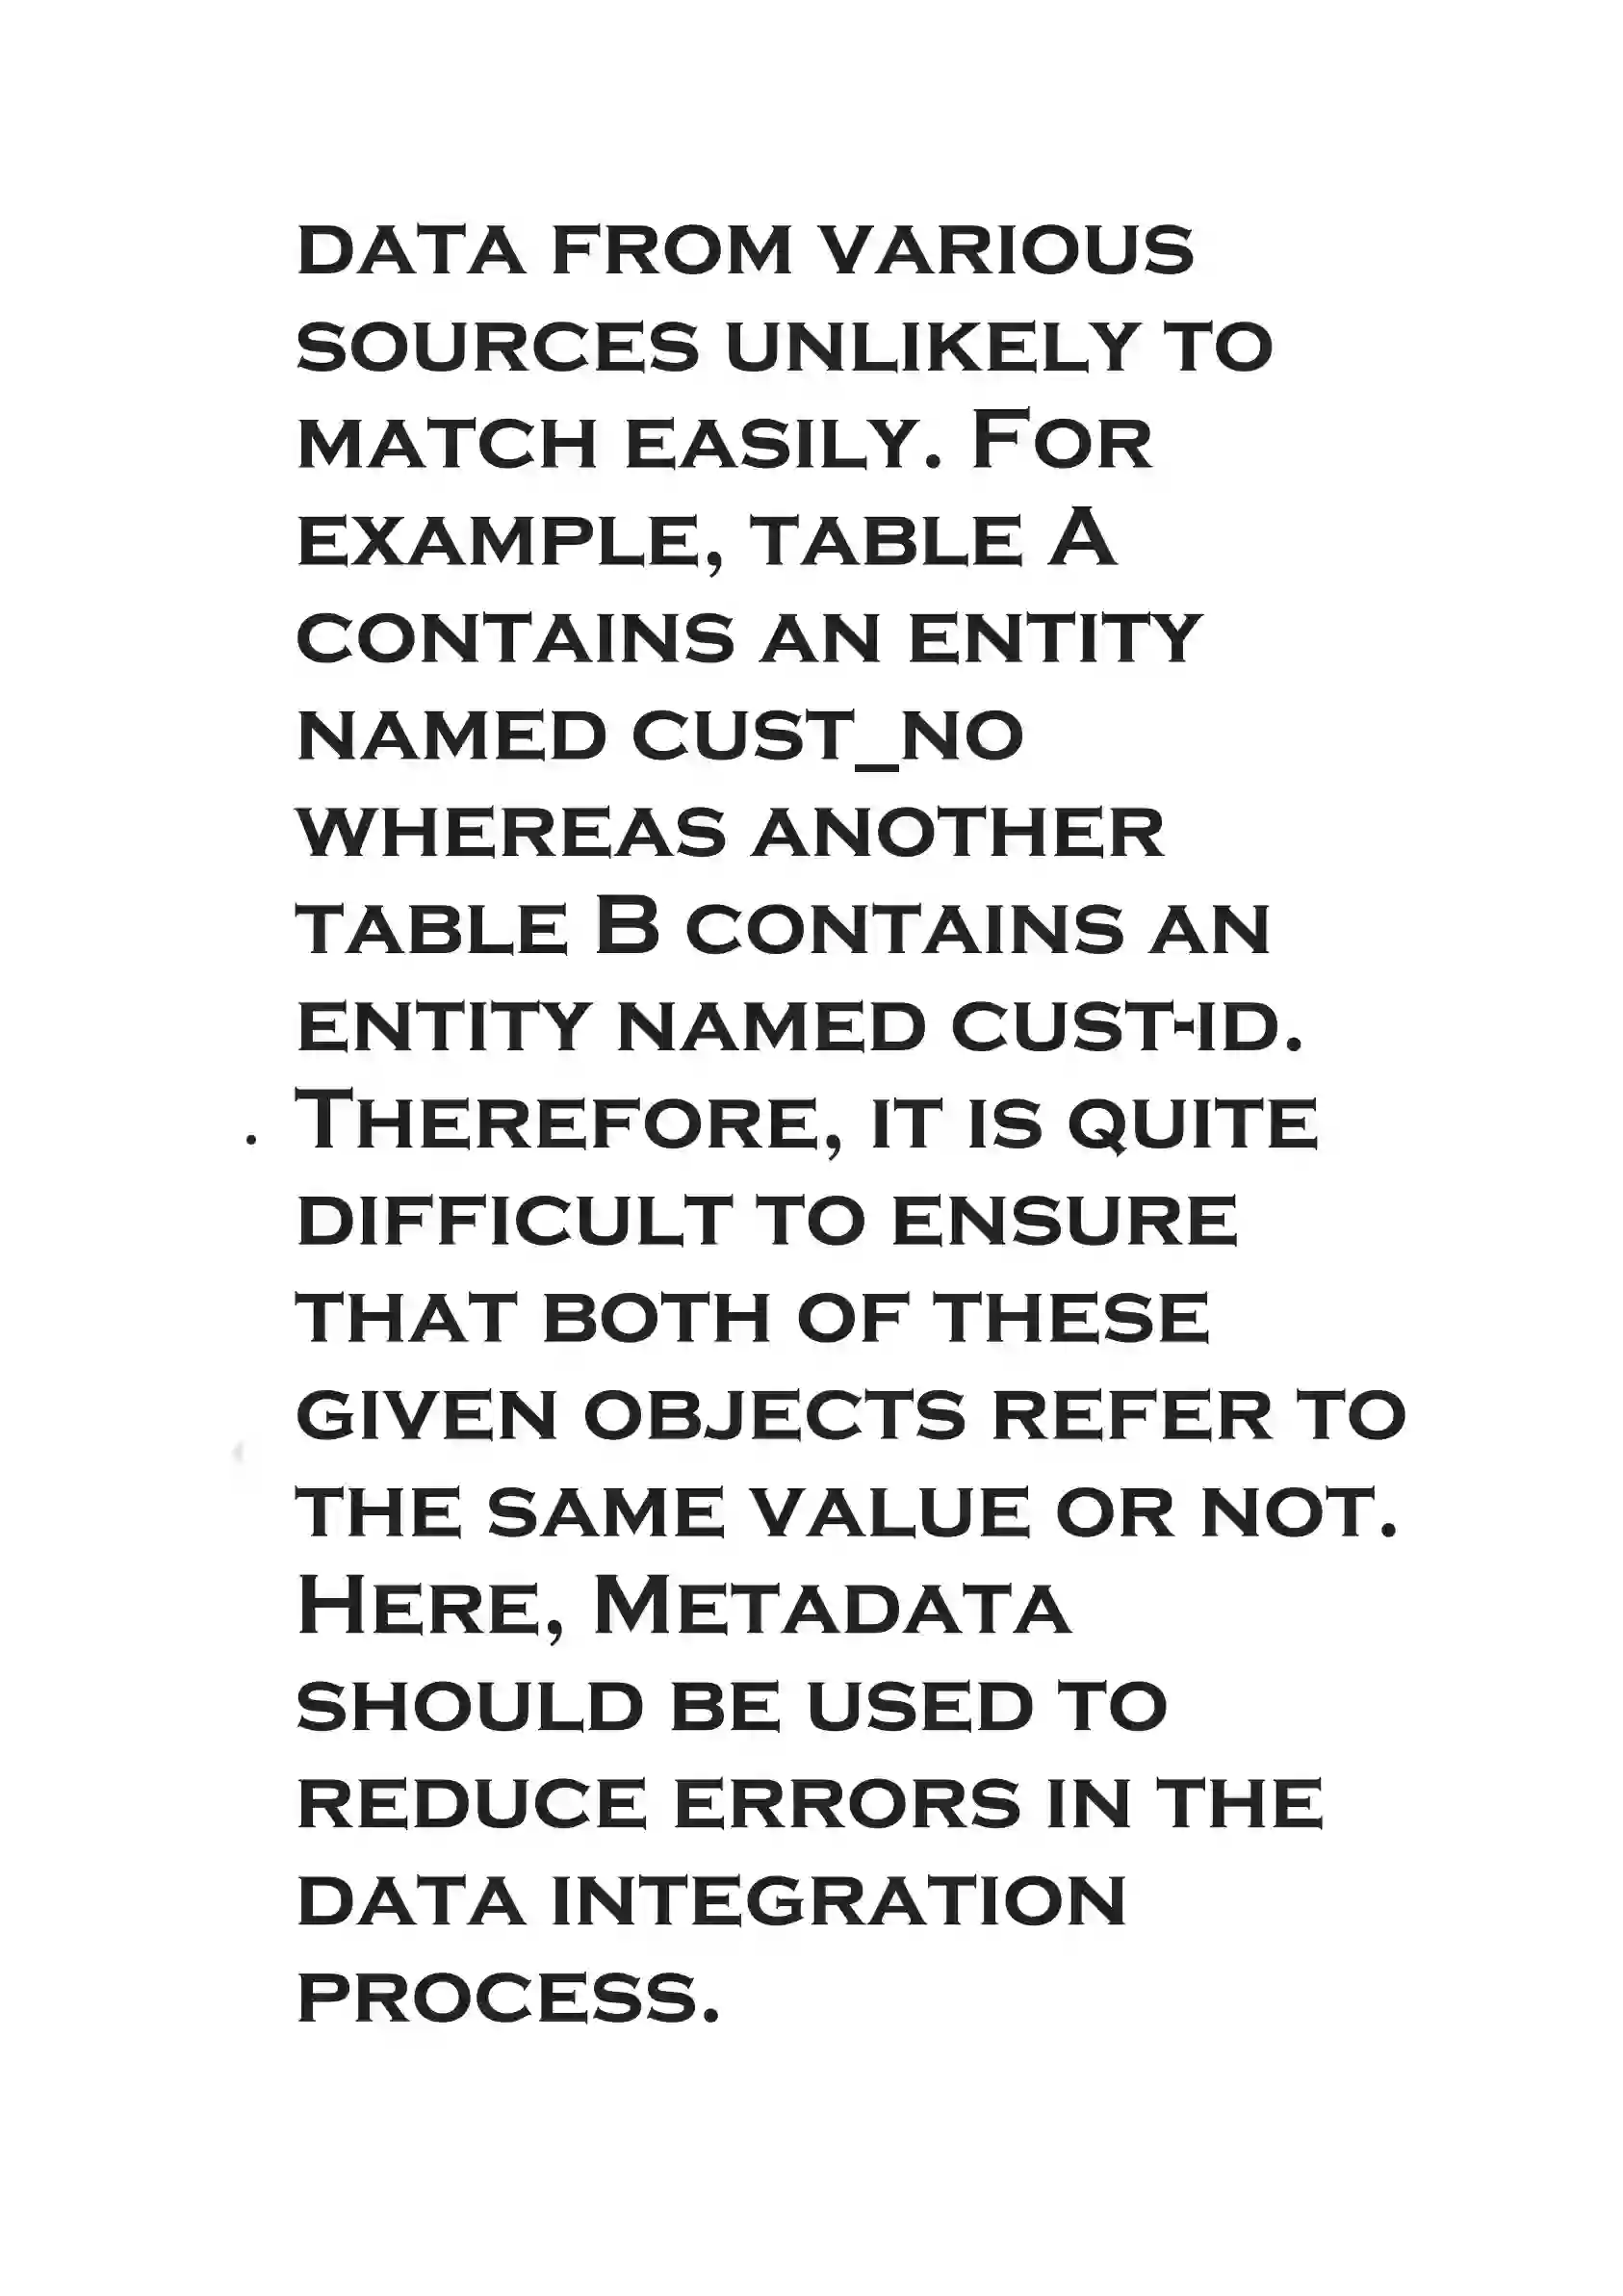 data from various
sources unlikely to
match easily. For
example, table A
contains an entity
named cust_no
whereas another
table B contains an
entity named cust-id.
Therefore, it is quite
difficult to ensure
that both of these
given objects refer to
the same value or not.
Here, Metadata
should be used to
reduce errors in the
data integration
process.